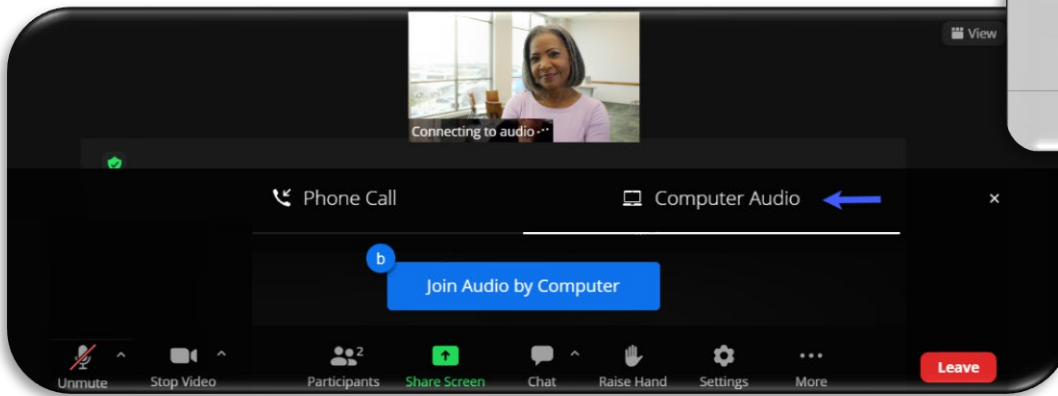 View
Connecting to audio ···
Phone Call
Computer Audio
b
Join Audio by Computer
2
Unmute
Stop Video
Participants
Share Screen
Chat
Raise Hand
Settings
More
Leave